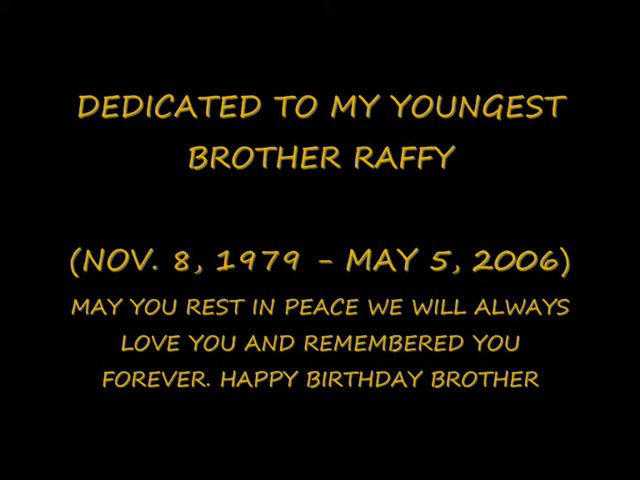 DEDICATED TO MY YOUNGEST
BROTHER RAFFY
(NOV. 8, 1979 - MAY 5, 2006)
MAY YOU REST IN PEACE WE WILL ALWAYS
LOVE YOU AND REMEMBERED YOU
FOREVER. HAPPY BIRTHDAY BROTHER